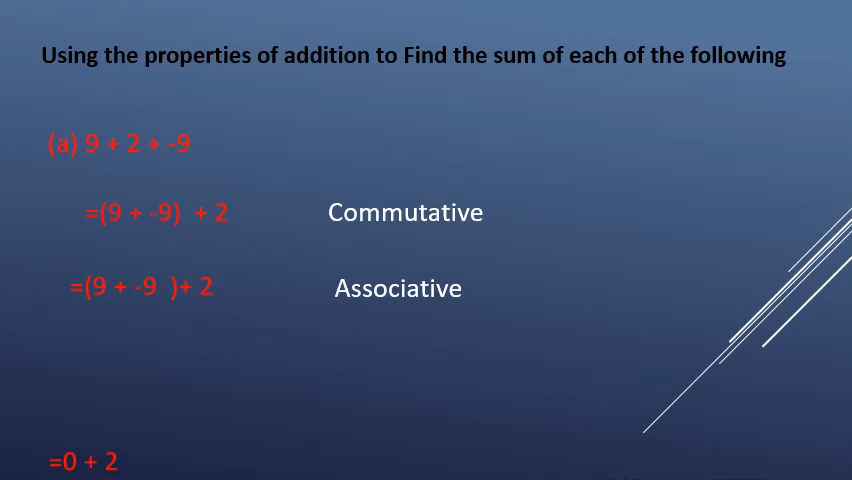 Using the properties of addition to Find the sum of each of the following
(a) 9 + 2 + -9
=(9 + -9) + 2 Commutative
=(9 + -9 )+ 2 Associative
=0 + 2